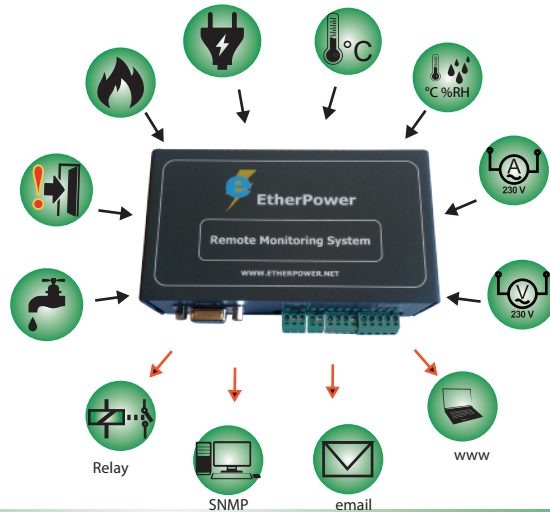 °C
°C %RH
A
230 V
e
EtherPower
Remote Monitoring System
WWW.ETHERPOWER.NET
V
230 V
Relay
SNMP
email
www